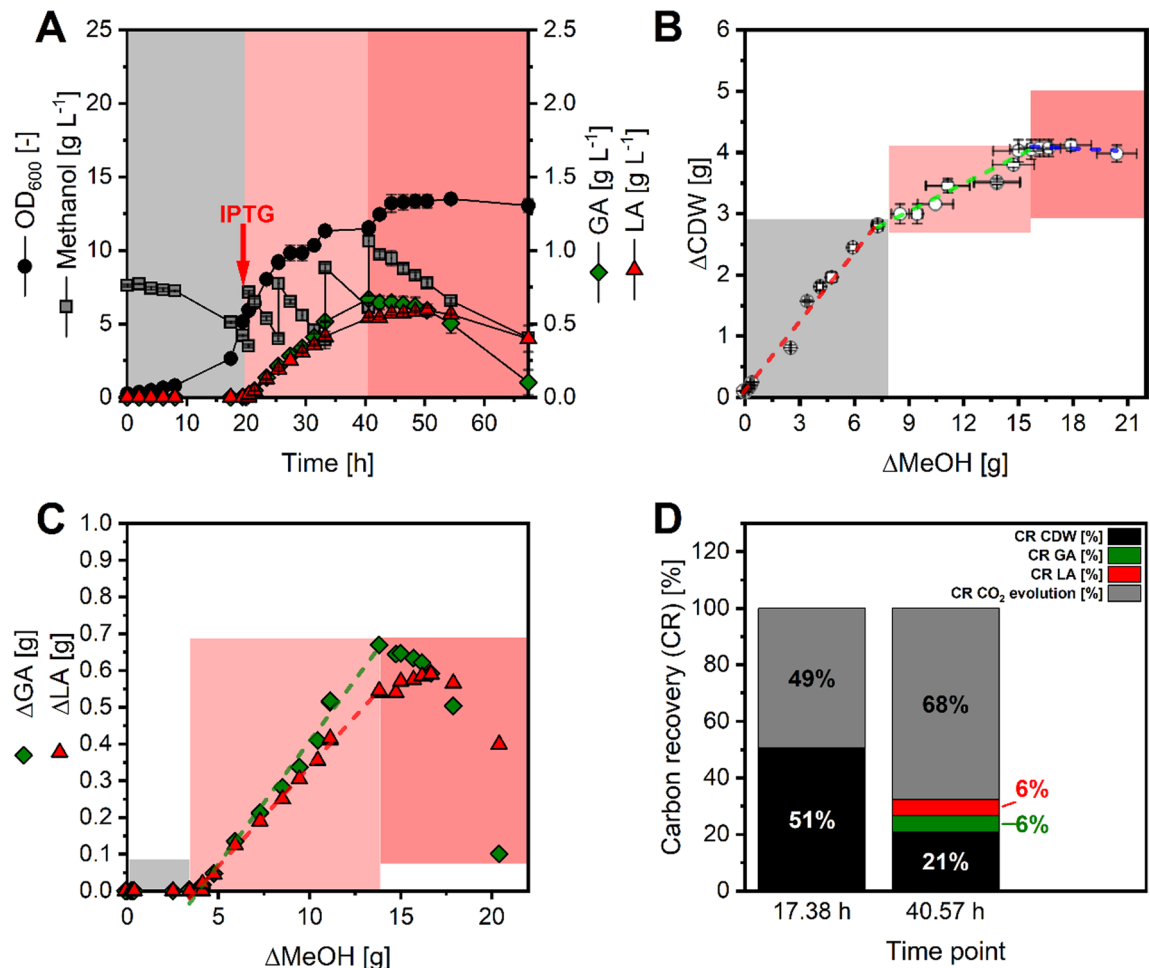 A
OD600 [-]
Methanol [g L-1]
25
20
15
10
5
0
IPTG
2.5
2.0
1.5
1.0
0.5
0.0
GA [g L-1]
LA [g L-1]
0 10 20 30 40 50 60
Time [h]
B
ΔCDW [g]
6
5
4
3
2
1
0
0 3 6 9 12 15 18 21
ΔMeOH [g]
C
ΔGA [g]
ΔLA [g]
1.0
0.9
0.8
0.7
0.6
0.5
0.4
0.3
0.2
0.1
0.0
0 5 10 15 20
ΔMeOH [g]
D
Carbon recovery (CR) [%]
120
100
80
60
40
20
0
CR CDW [%]
CR GA [%]
CR LA [%]
CR CO2 evolution [%]
49%
68%
6%
6%
51%
21%
17.38 h 40.57 h
Time point